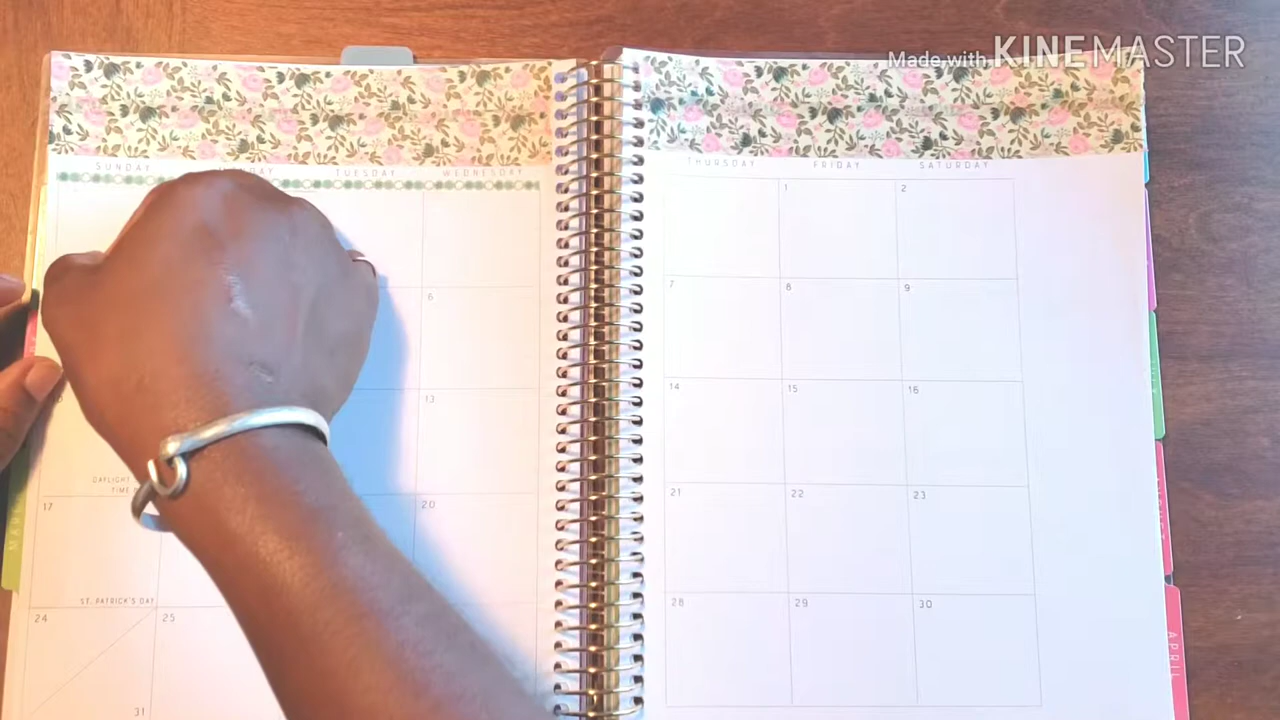 Made with KINEMASTER
SUNDAY TUESDAY WEDNESDAY
THURSDAY FRIDAY SATURDAY
1 2
6
7 8 9
13
14 15 16
DAYLIGHT
TIME
17
20
21 22 23
ST. PATRICK'S DAY
24 25
28 29 30
31
APRIL